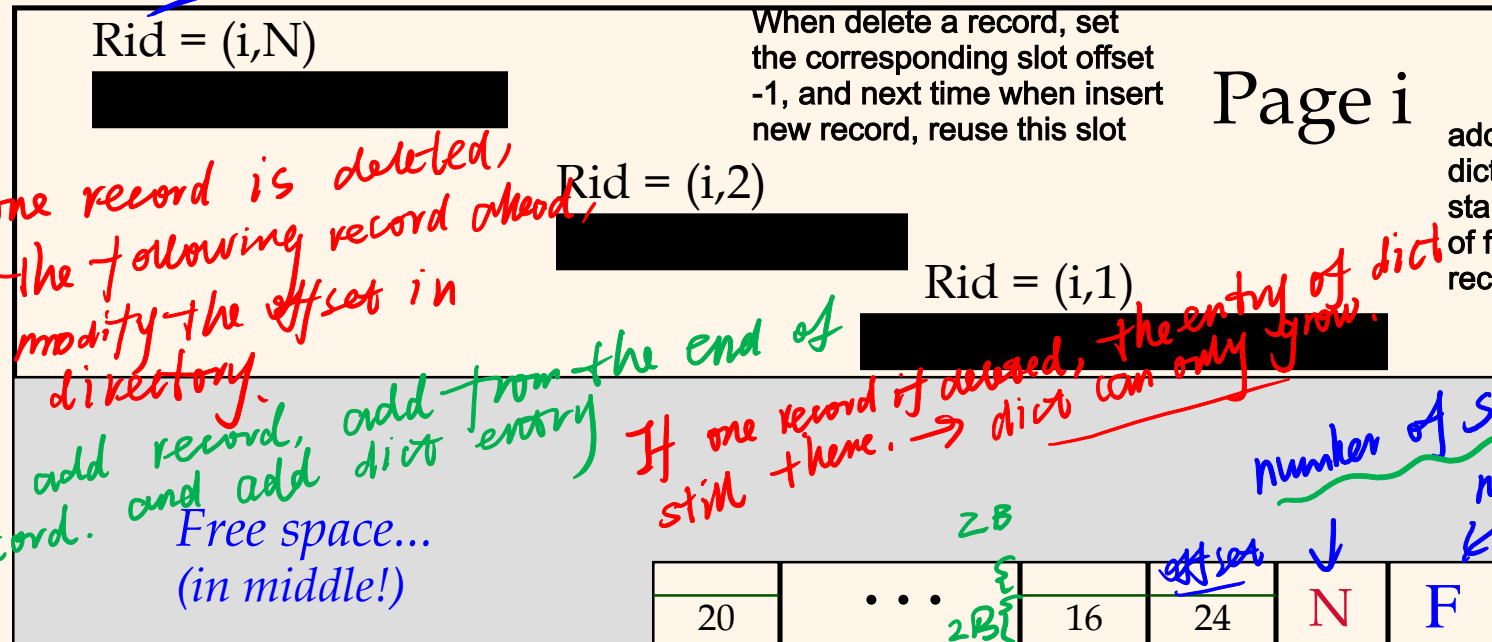 Rid = (i,N)
When delete a record, set
the corresponding slot offset
-1, and next time when insert
new record, reuse this slot
Page i
one record is deleted,
the following record ahead,
modify the offset in
directory.
Rid = (i,2)
Rid = (i,1)
add record, add from the end of
and add dict entry
If one record if deleted, the entry of dict
still there. → dict can only grow.
number of
Free space...
(in middle!)
2B
2B
offset
20
...
16
24
N
F